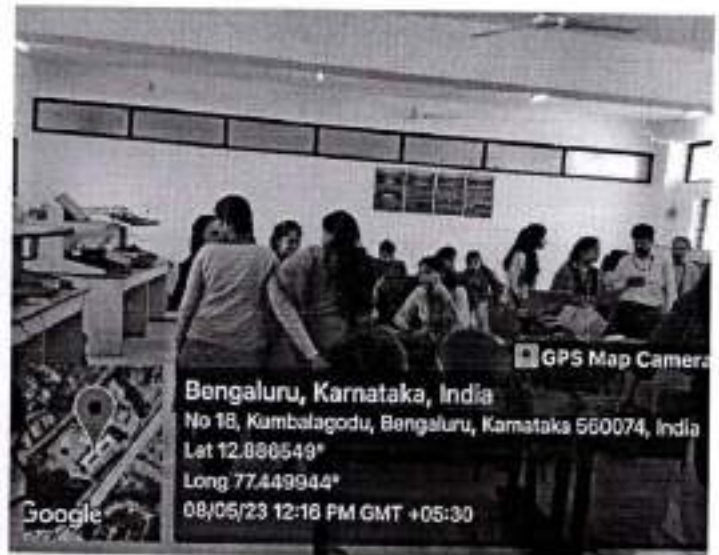 GPS Map Camera
Bengaluru, Karnataka, India
No 18, Kumbalagodu, Bengaluru, Karnataka 560074, India
Lat 12.886549°
Long 77.449944°
08/05/23 12:16 PM GMT +05:30
Google